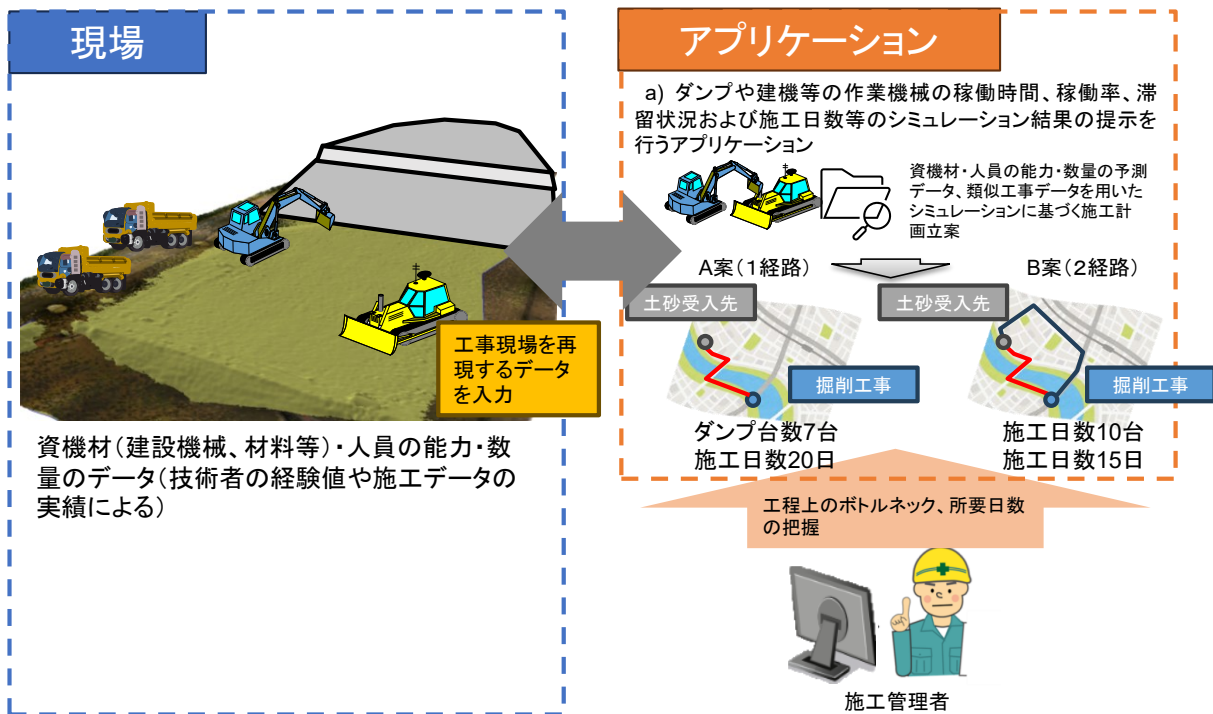 現場
工事現場を再
現するデータ
を入力
資機材(建設機械、材料等)・人員の能力・数
量のデータ(技術者の経験値や施工データの
実績による)
アプリケーション
a) ダンプや建機等の作業機械の稼働時間、稼働率、滞
留状況および施工日数等のシミュレーション結果の提示を
行うアプリケーション
資機材・人員の能力・数量の予測
データ、類似工事データを用いた
シミュレーションに基づく施工計
画立案
A案(1経路)
土砂受入先
掘削工事
ダンプ台数7台
施工日数20日
B案(2経路)
土砂受入先
掘削工事
施工日数10台
施工日数15日
工程上のボトルネック、所要日数
の把握
施工管理者